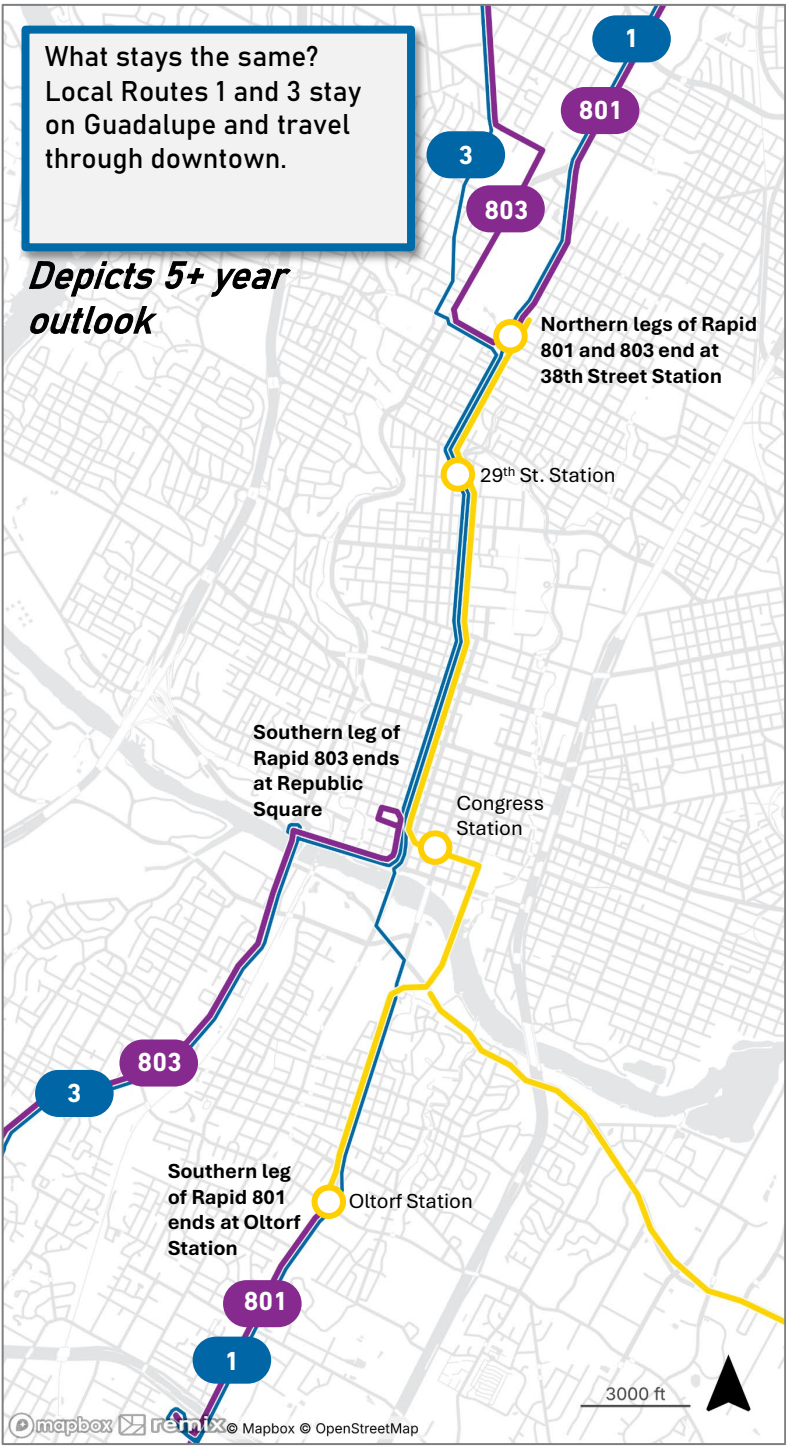 What stays the same?
Local Routes 1 and 3 stay
on Guadalupe and travel
through downtown.
Depicts 5+ year
outlook
1
801
3
803
Northern legs of Rapid
801 and 803 end at
38th Street Station
29th St. Station
Southern leg of
Rapid 803 ends
at Republic
Square
Congress
Station
803
3
Southern leg
of Rapid 801
ends at Oltorf
Station
Oltorf Station
801
1
3000 ft
mapbox remix © Mapbox © OpenStreetMap